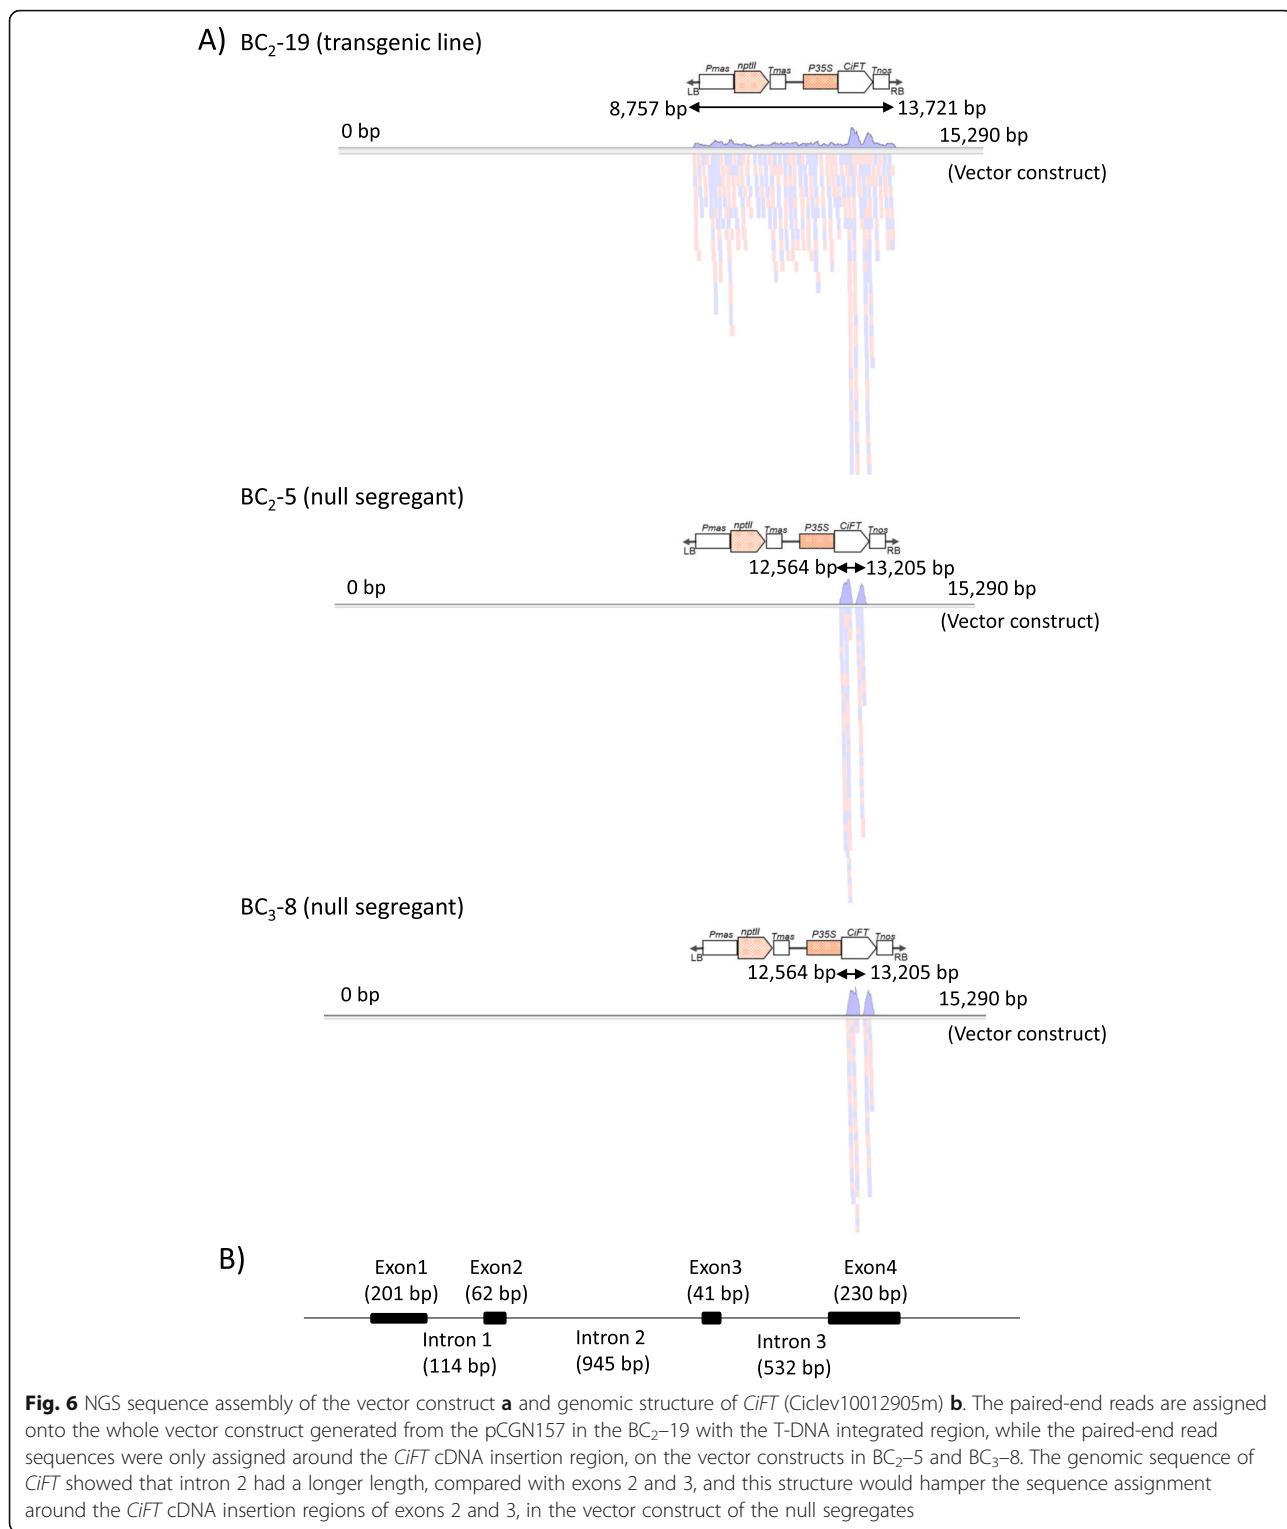 A) BC2-19 (transgenic line)
Pmas nptII Tmas P35S CiFT Tnos
LB RB
8,757 bp 13,721 bp
0 bp 15,290 bp
(Vector construct)
BC2-5 (null segregant)
Pmas nptII Tmas P35S CiFT Tnos
LB RB
12,564 bp 13,205 bp
0 bp 15,290 bp
(Vector construct)
BC3-8 (null segregant)
Pmas nptII Tmas P35S CiFT Tnos
LB RB
12,564 bp 13,205 bp
0 bp 15,290 bp
(Vector construct)
B)
Exon1 Exon2 Exon3 Exon4
(201 bp) (62 bp) (41 bp) (230 bp)
Intron 1 Intron 2 Intron 3
(114 bp) (945 bp) (532 bp)
Fig. 6 NGS sequence assembly of the vector construct a and genomic structure of CiFT (Ciclev10012905m) b. The paired-end reads are assigned
onto the whole vector construct generated from the pCGN157 in the BC2–19 with the T-DNA integrated region, while the paired-end read
sequences were only assigned around the CiFT cDNA insertion region, on the vector constructs in BC2–5 and BC3–8. The genomic sequence of
CiFT showed that intron 2 had a longer length, compared with exons 2 and 3, and this structure would hamper the sequence assignment
around the CiFT cDNA insertion regions of exons 2 and 3, in the vector construct of the null segregates